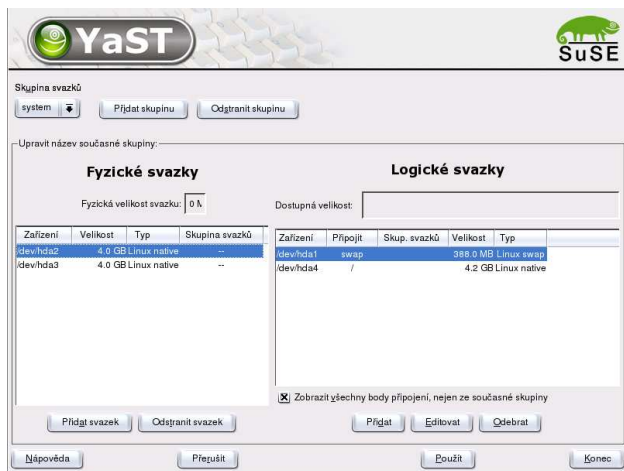 YaST
SuSE
Skupina svazků
system
Přidat skupinu
Odstranit skupinu
Upravit název současné skupiny:
Fyzické svazky
Fyzická velikost svazku: 0 M
Zařízení Velikost Typ Skupina svazků
/dev/hda2 4.0 GB Linux native --
/dev/hda3 4.0 GB Linux native --
Přidat svazek
Odstranit svazek
Logické svazky
Dostupná velikost:
Zařízení Připojit Skup. svazků Velikost Typ
/dev/hda1 swap 388.0 MB Linux swap
/dev/hda4 / 4.2 GB Linux native
Zobrazit všechny body připojení, nejen ze současné skupiny
Přidat
Editovat
Odebrat
Nápověda
Přerušit
Použít
Konec